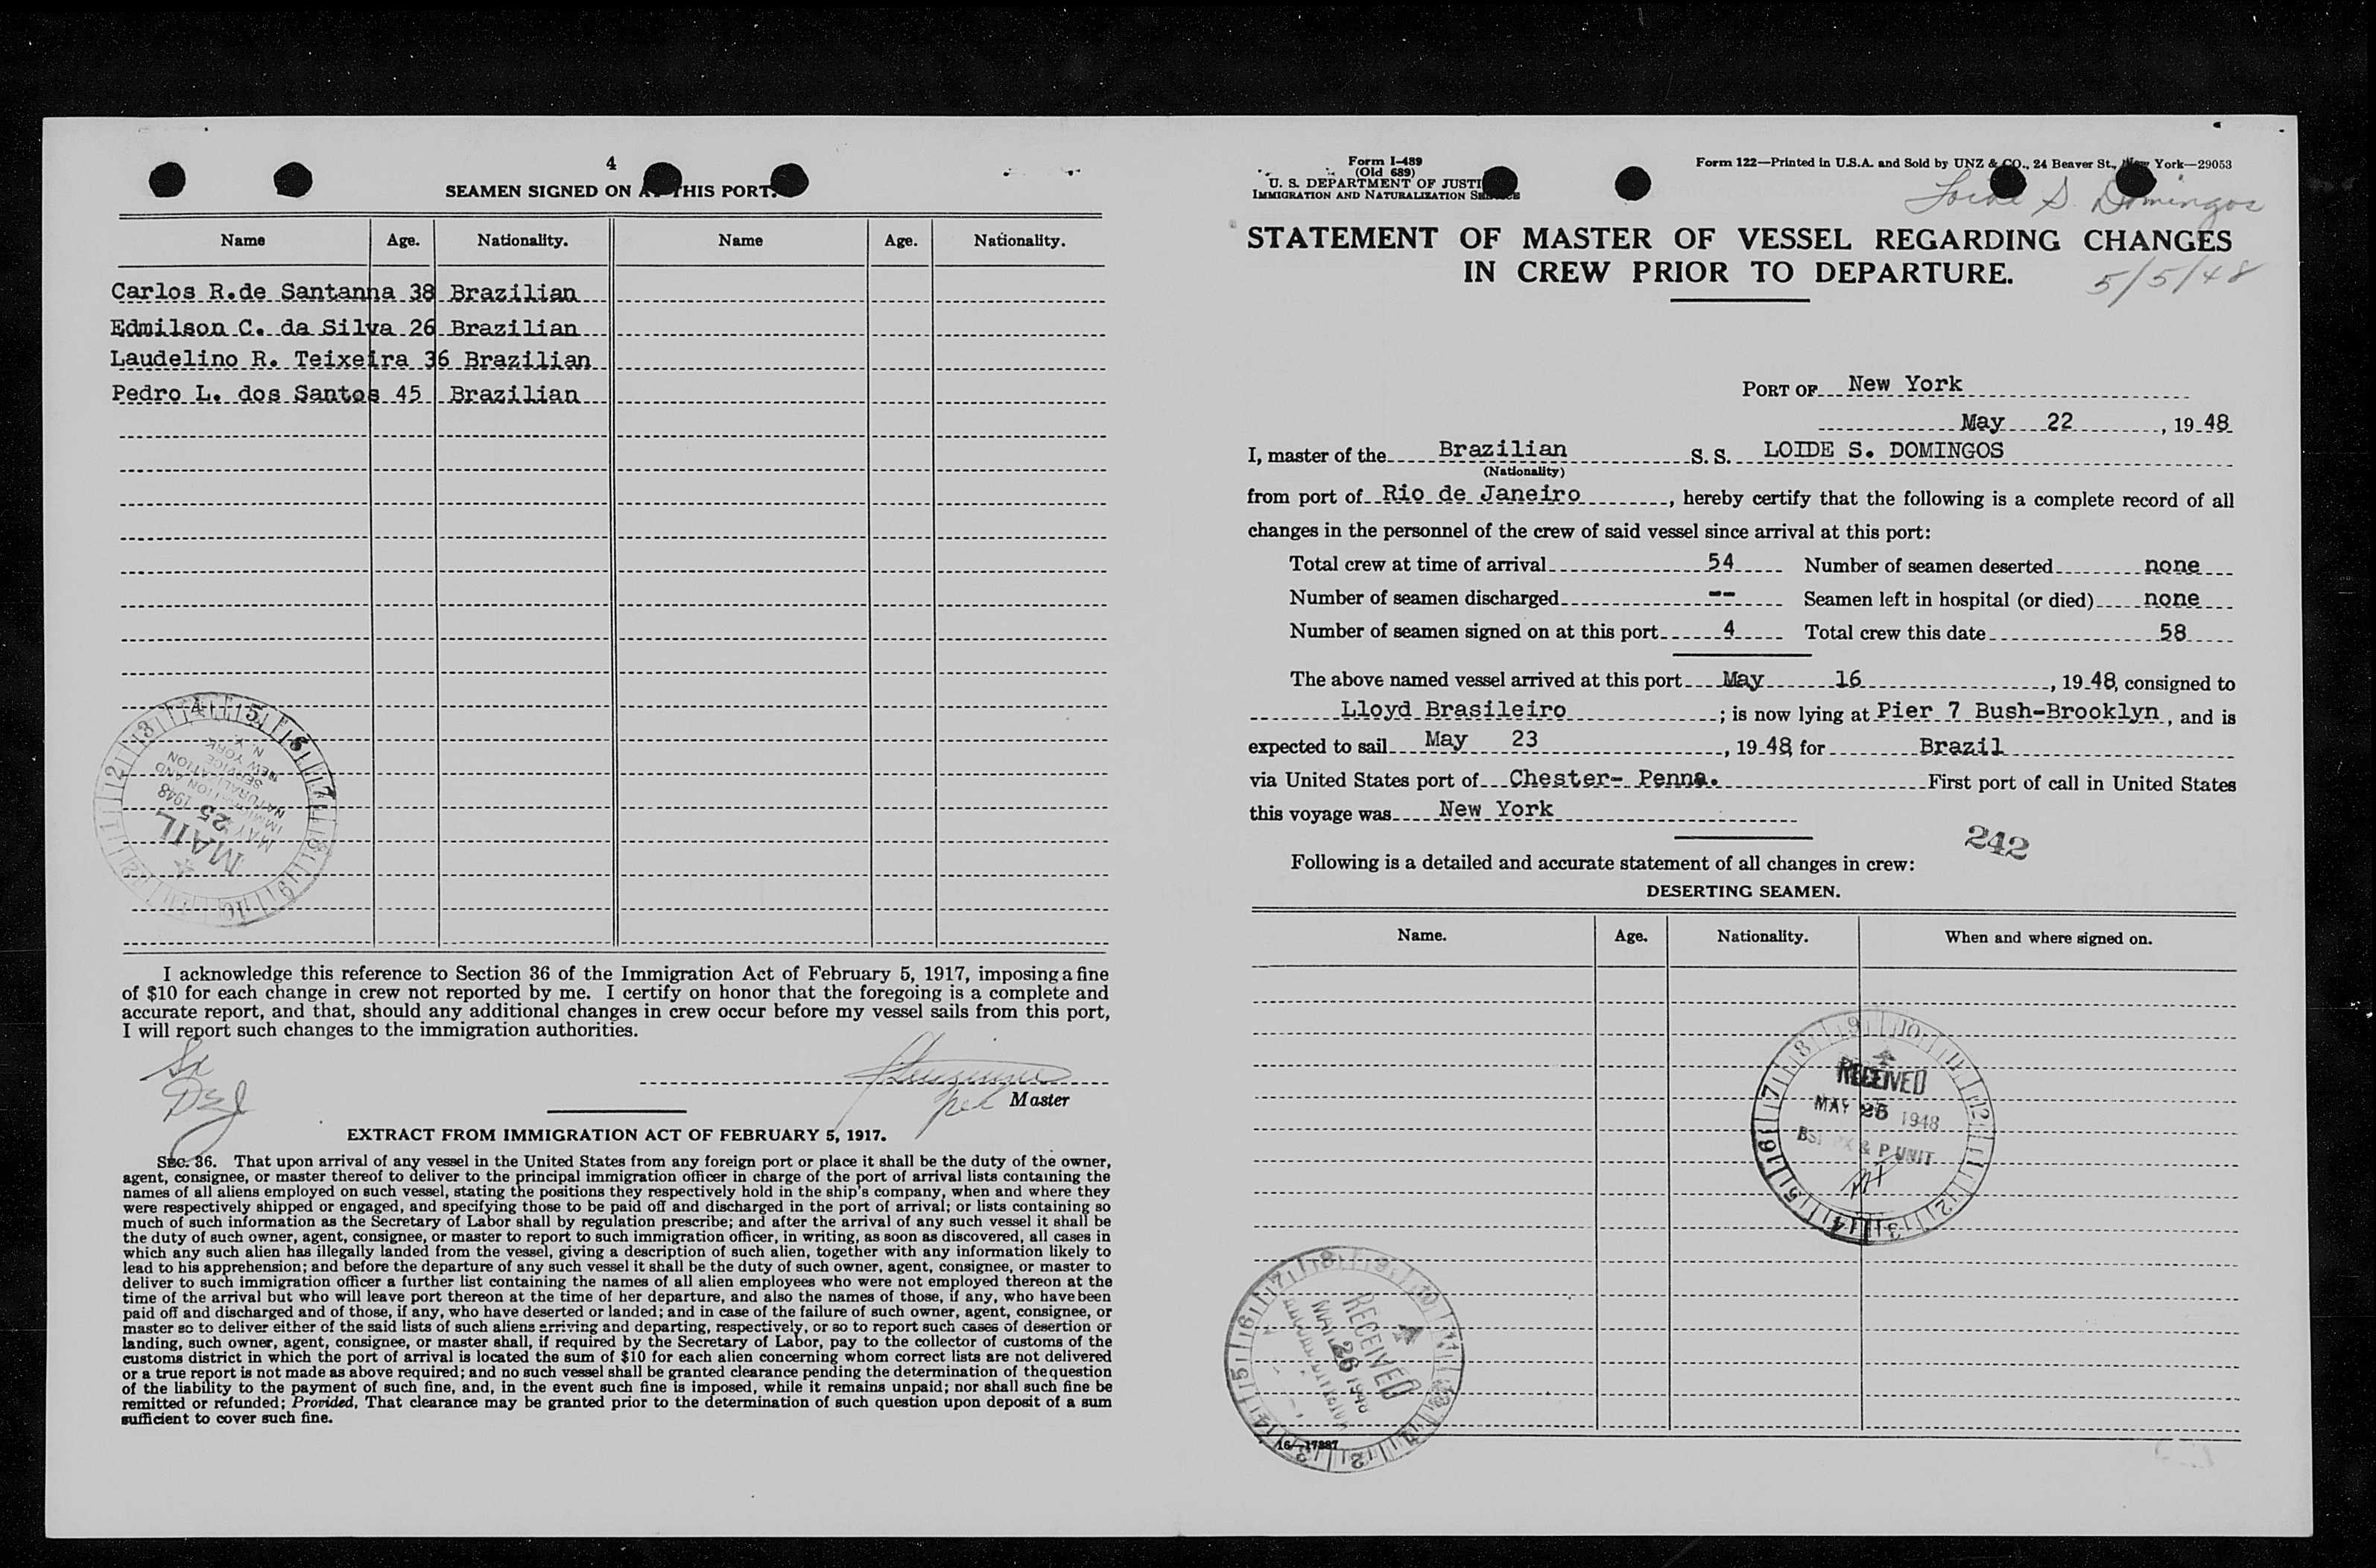 4
SEAMEN SIGNED ON AT THIS PORT.
Name Age. Nationality. Name Age. Nationality.
Carlos R.de Santanna 38 Brazilian
Edmilson C. da Silva 26 Brazilian
Laudelino R. Teixeira 36 Brazilian
Pedro L. dos Santos 45 Brazilian
MAIL
MAY 25 1948
IMMIGRATION AND
NATURALIZATION
SERVICE
NEW YORK
N. Y.
I acknowledge this reference to Section 36 of the Immigration Act of February 5, 1917, imposing a fine
of $10 for each change in crew not reported by me. I certify on honor that the foregoing is a complete and
accurate report, and that, should any additional changes in crew occur before my vessel sails from this port,
I will report such changes to the immigration authorities.
Master
EXTRACT FROM IMMIGRATION ACT OF FEBRUARY 5, 1917.
SEC. 36. That upon arrival of any vessel in the United States from any foreign port or place it shall be the duty of the owner,
agent, consignee, or master thereof to deliver to the principal immigration officer in charge of the port of arrival lists containing the
names of all aliens employed on such vessel, stating the positions they respectively hold in the ship's company, when and where they
were respectively shipped or engaged, and specifying those to be paid off and discharged in the port of arrival; or lists containing so
much of such information as the Secretary of Labor shall by regulation prescribe; and after the arrival of any such vessel it shall be
the duty of such owner, agent, consignee, or master to report to such immigration officer, in writing, as soon as discovered, all cases in
which any such alien has illegally landed from the vessel, giving a description of such alien, together with any information likely to
lead to his apprehension; and before the departure of any such vessel it shall be the duty of such owner, agent, consignee, or master to
deliver to such immigration officer a further list containing the names of all alien employees who were not employed thereon at the
time of the arrival but who will leave port thereon at the time of her departure, and also the names of those, if any, who have been
paid off and discharged and of those, if any, who have deserted or landed; and in case of the failure of such owner, agent, consignee, or
master so to deliver either of the said lists of such aliens arriving and departing, respectively, or so to report such cases of desertion or
landing, such owner, agent, consignee, or master shall, if required by the Secretary of Labor, pay to the collector of customs of the
customs district in which the port of arrival is located the sum of $10 for each alien concerning whom correct lists are not delivered
or a true report is not made as above required; and no such vessel shall be granted clearance pending the determination of the question
of the liability to the payment of such fine, and, in the event such fine is imposed, while it remains unpaid; nor shall such fine be
remitted or refunded; Provided, That clearance may be granted prior to the determination of such question upon deposit of a sum
sufficient to cover such fine.
Form I-489
(Old 689)
U. S. DEPARTMENT OF JUSTICE
IMMIGRATION AND NATURALIZATION SERVICE
Form 122—Printed in U.S.A. and Sold by UNZ & CO., 24 Beaver St., New York—29053
Loide S. Domingos
STATEMENT OF MASTER OF VESSEL REGARDING CHANGES
IN CREW PRIOR TO DEPARTURE.
5/5/48
PORT OF New York
May 22, 1948
I, master of the Brazilian S. S. LOIDE S. DOMINGOS
(Nationality)
from port of Rio de Janeiro, hereby certify that the following is a complete record of all
changes in the personnel of the crew of said vessel since arrival at this port:
Total crew at time of arrival 54 Number of seamen deserted none
Number of seamen discharged -- Seamen left in hospital (or died) none
Number of seamen signed on at this port 4 Total crew this date 58
The above named vessel arrived at this port May 16, 1948, consigned to
Lloyd Brasileiro; is now lying at Pier 7 Bush-Brooklyn, and is
expected to sail May 23, 1948, for Brazil
via United States port of Chester- Penna. First port of call in United States
this voyage was New York
242
Following is a detailed and accurate statement of all changes in crew:
DESERTING SEAMEN.
Name. Age. Nationality. When and where signed on.
RECEIVED
MAY 25 1948
& P UNIT
RECEIVED
MAY 26 1948
16—17887